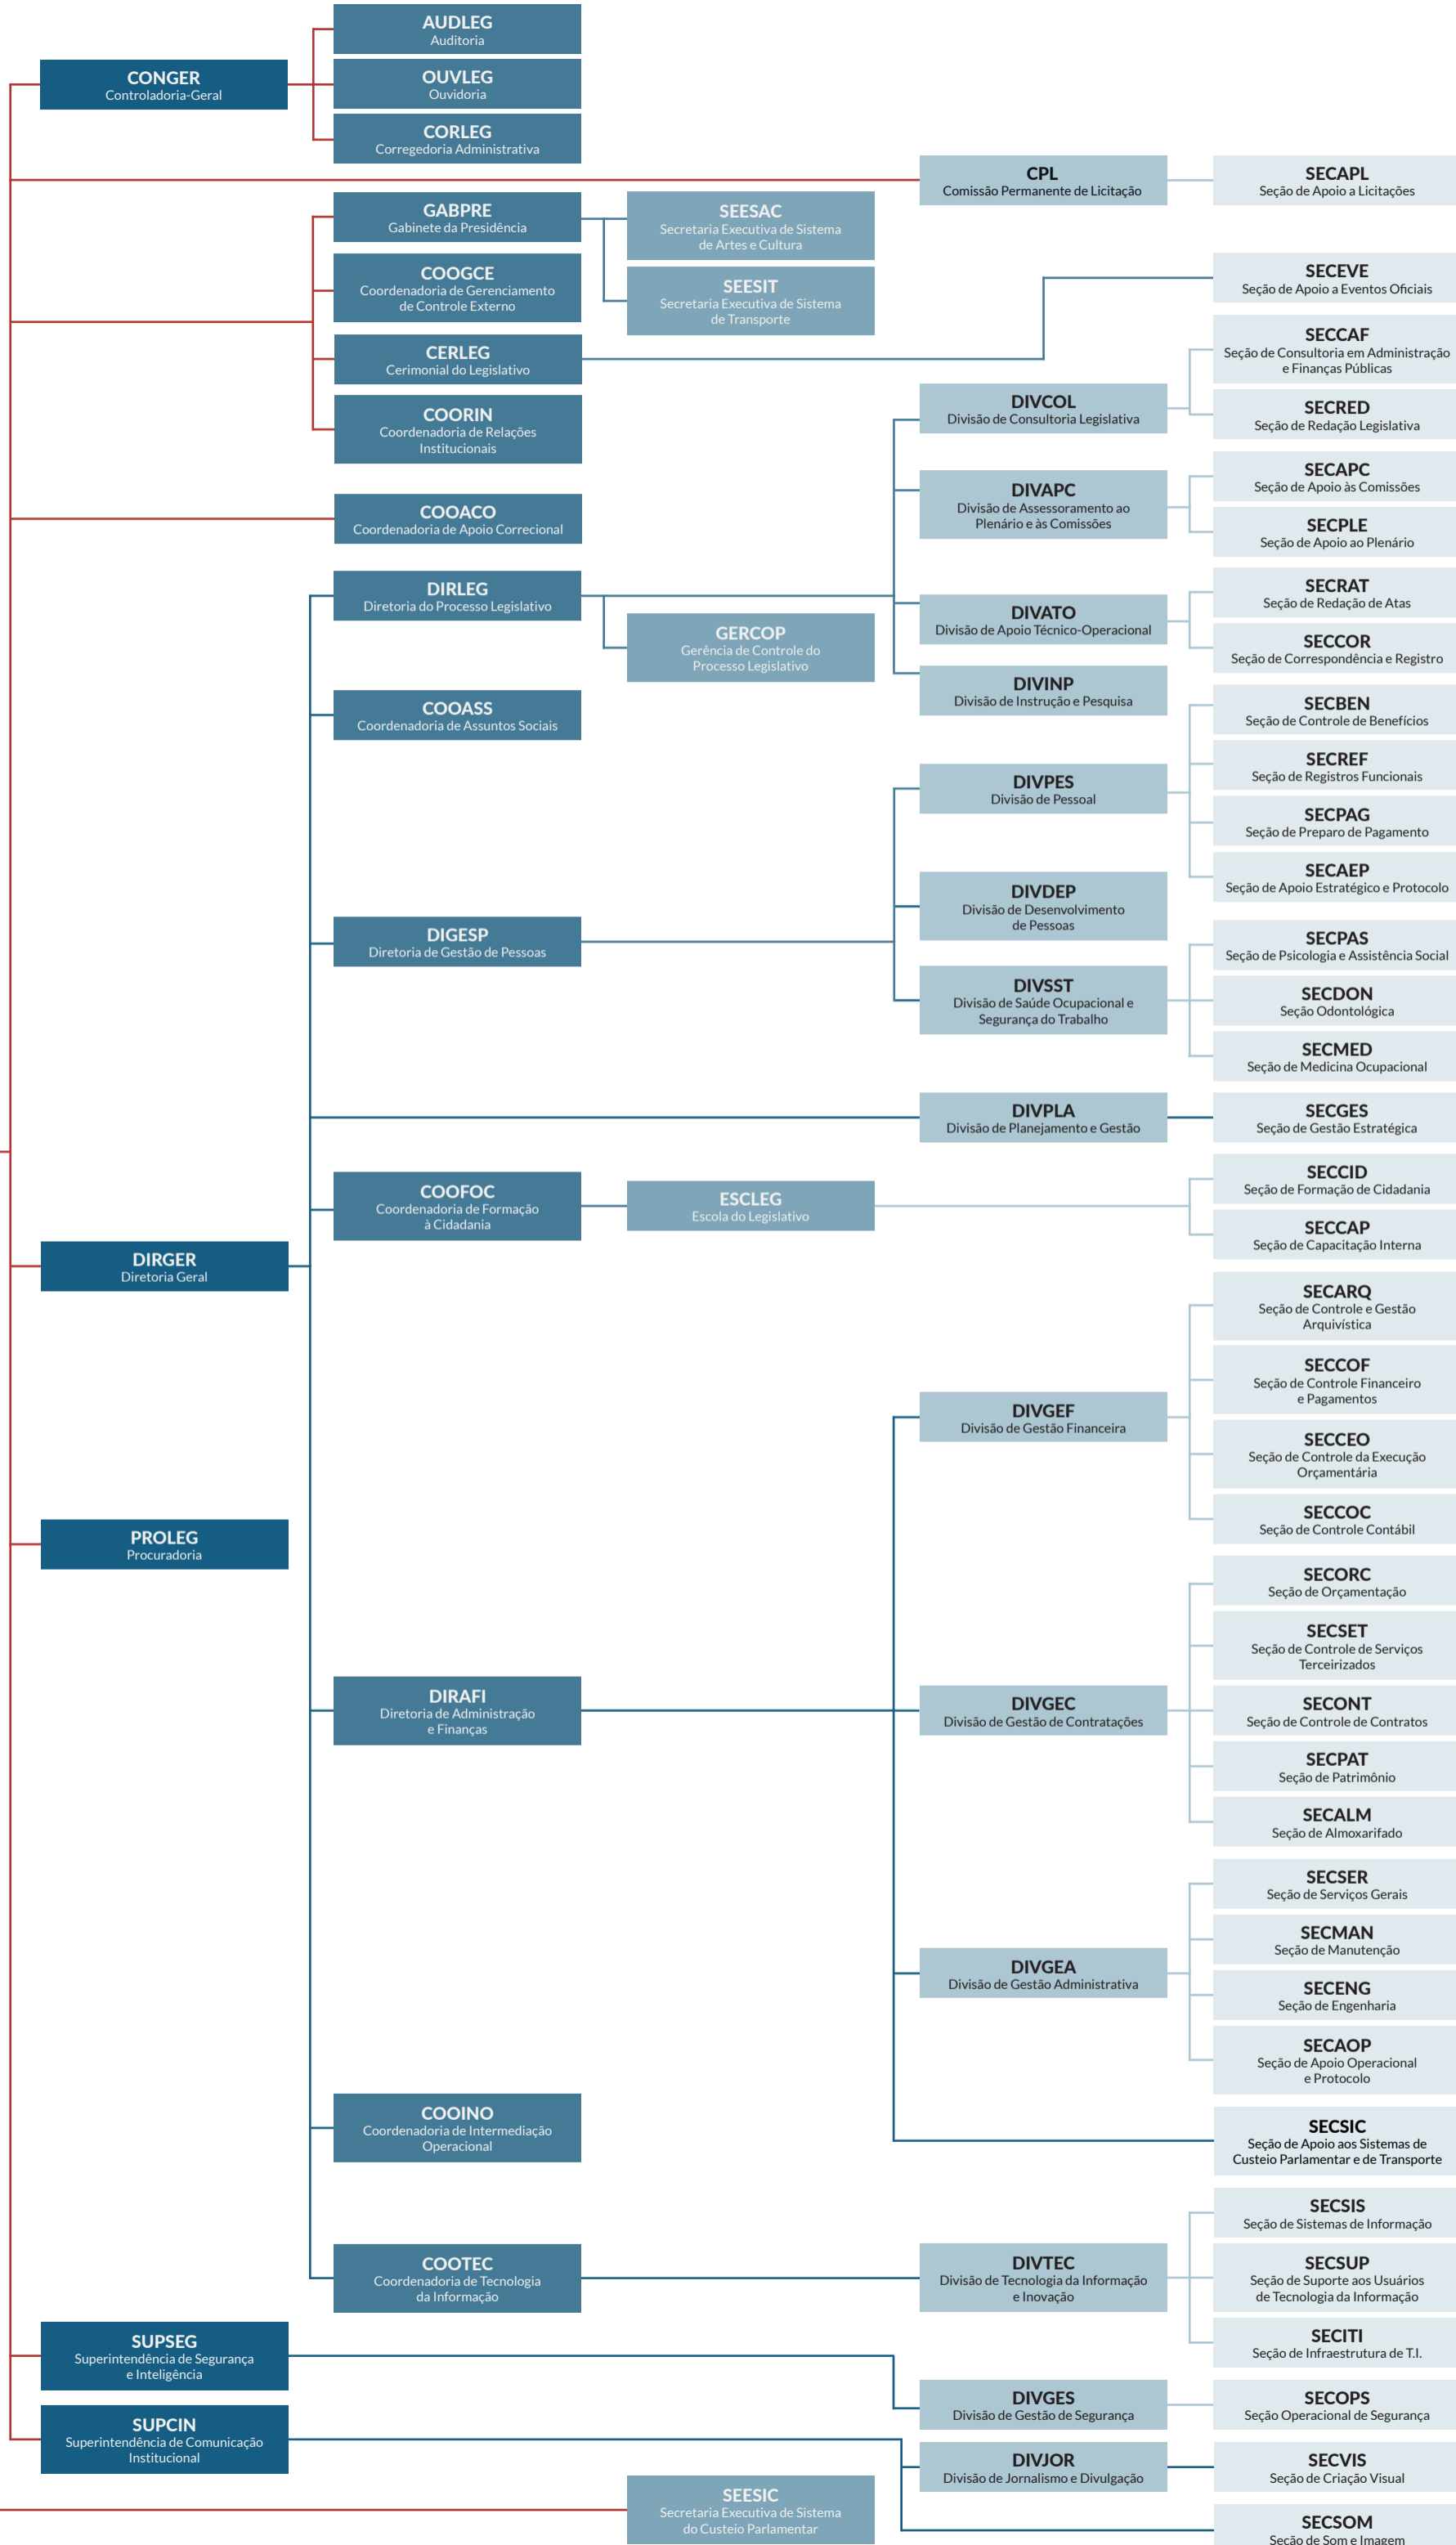 AUDLEG
Auditoria
CONGER
Controladoria-Geral
OUVLEG
Ouvidoria
CORLEG
Corregedoria Administrativa
CPL
Comissão Permanente de Licitação
SECAPL
Seção de Apoio a Licitações
GABPRE
Gabinete da Presidência
SEESAC
Secretaria Executiva de Sistema
de Artes e Cultura
COOGCE
Coordenadoria de Gerenciamento
de Controle Externo
SEESIT
Secretaria Executiva de Sistema
de Transporte
SECEVE
Seção de Apoio a Eventos Oficiais
CERLEG
Cerimonial do Legislativo
SECCAF
Seção de Consultoria em Administração
e Finanças Públicas
COORIN
Coordenadoria de Relações
Institucionais
DIVCOL
Divisão de Consultoria Legislativa
SECRED
Seção de Redação Legislativa
SECAPC
Seção de Apoio às Comissões
DIVAPC
Divisão de Assessoramento ao
Plenário e às Comissões
COOACO
Coordenadoria de Apoio Correcional
SECPLE
Seção de Apoio ao Plenário
DIRLEG
Diretoria do Processo Legislativo
SECRAT
Seção de Redação de Atas
GERCOP
Gerência de Controle do
Processo Legislativo
DIVATO
Divisão de Apoio Técnico-Operacional
SECCOR
Seção de Correspondência e Registro
DIVINP
Divisão de Instrução e Pesquisa
COOASS
Coordenadoria de Assuntos Sociais
SECBEN
Seção de Controle de Benefícios
SECREF
Seção de Registros Funcionais
DIVPES
Divisão de Pessoal
SECPAG
Seção de Preparo de Pagamento
SECAEP
Seção de Apoio Estratégico e Protocolo
DIVDEP
Divisão de Desenvolvimento
de Pessoas
DIGESP
Diretoria de Gestão de Pessoas
SECPAS
Seção de Psicologia e Assistência Social
DIVSST
Divisão de Saúde Ocupacional e
Segurança do Trabalho
SECDON
Seção Odontológica
SECMED
Seção de Medicina Ocupacional
DIVPLA
Divisão de Planejamento e Gestão
SECGES
Seção de Gestão Estratégica
COOFOC
Coordenadoria de Formação
à Cidadania
ESCLEG
Escola do Legislativo
SECCID
Seção de Formação de Cidadania
SECCAP
Seção de Capacitação Interna
DIRGER
Diretoria Geral
SECARQ
Seção de Controle e Gestão
Arquivística
SECCOF
Seção de Controle Financeiro
e Pagamentos
DIVGEF
Divisão de Gestão Financeira
SECCEO
Seção de Controle da Execução
Orçamentária
SECCOC
Seção de Controle Contábil
PROLEG
Procuradoria
SECORC
Seção de Orçamentação
SECSET
Seção de Controle de Serviços
Terceirizados
DIRAFI
Diretoria de Administração
e Finanças
DIVGEC
Divisão de Gestão de Contratações
SECONT
Seção de Controle de Contratos
SECPAT
Seção de Patrimônio
SECALM
Seção de Almoxarifado
SECSER
Seção de Serviços Gerais
SECMAN
Seção de Manutenção
DIVGEA
Divisão de Gestão Administrativa
SECENG
Seção de Engenharia
SECAOP
Seção de Apoio Operacional
e Protocolo
COOINO
Coordenadoria de Intermediação
Operacional
SECSIC
Seção de Apoio aos Sistemas de
Custeio Parlamentar e de Transporte
SECSIS
Seção de Sistemas de Informação
COOTEC
Coordenadoria de Tecnologia
da Informação
DIVTEC
Divisão de Tecnologia da Informação
e Inovação
SECSUP
Seção de Suporte aos Usuários
de Tecnologia da Informação
SECITI
Seção de Infraestrutura de T.I.
SUPSEG
Superintendência de Segurança
e Inteligência
DIVGES
Divisão de Gestão de Segurança
SECOPS
Seção Operacional de Segurança
SUPCIN
Superintendência de Comunicação
Institucional
DIVJOR
Divisão de Jornalismo e Divulgação
SECVIS
Seção de Criação Visual
SEESIC
Secretaria Executiva de Sistema
do Custeio Parlamentar
SECSOM
Seção de Som e Imagem